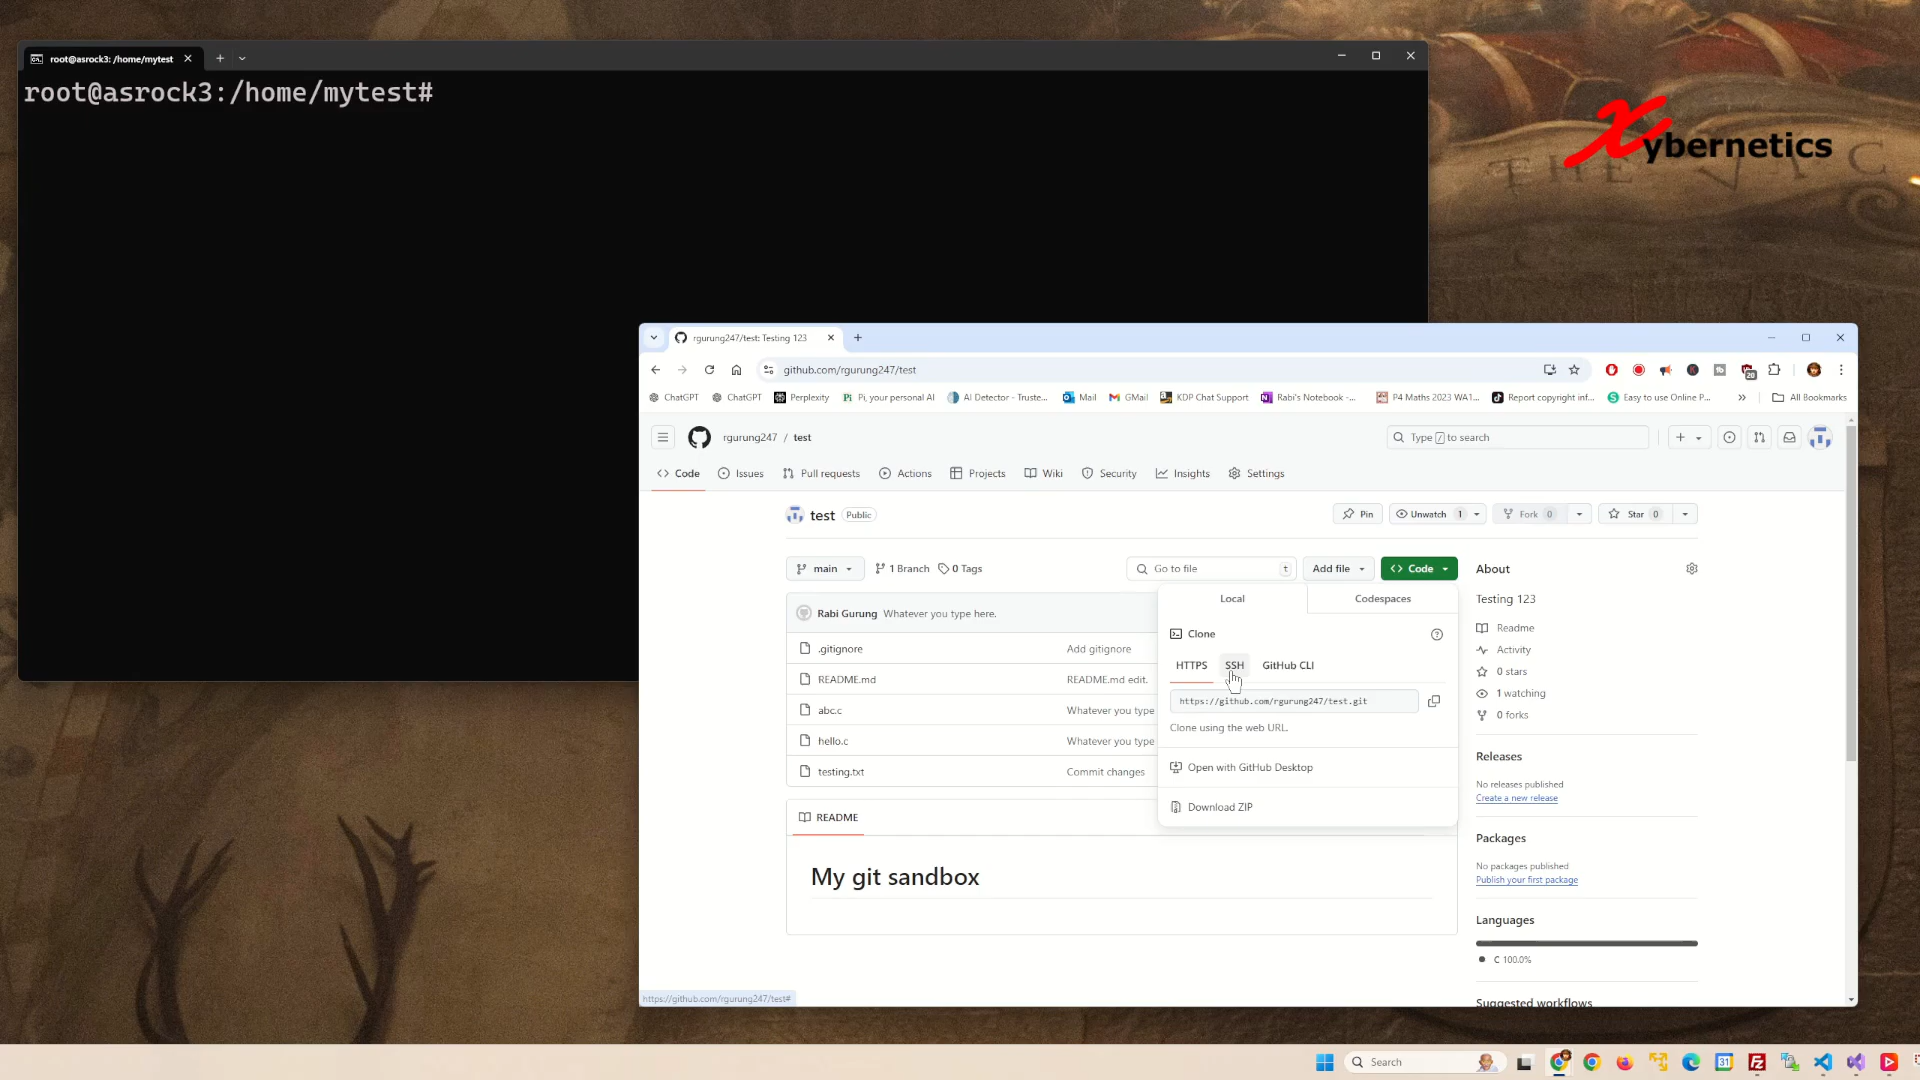 root@asrock3: /home/mytest
root@asrock3:/home/mytest#
Xybernetics
rgurung247/test: Testing 123
github.com/rgurung247/test
20
ChatGPT
ChatGPT
Perplexity
Pi, your personal AI
AI Detector - Truste...
Mail
GMail
KDP Chat Support
Rabi's Notebook -...
P4 Maths 2023 WA1...
Report copyright inf...
Easy to use Online P...
All Bookmarks
rgurung247 / test
Type / to search
Code
Issues
Pull requests
Actions
Projects
Wiki
Security
Insights
Settings
test Public
Pin
Unwatch 1
Fork 0
Star 0
main
1 Branch
0 Tags
Go to file t
Add file
Code
Local
Codespaces
Clone
HTTPS
SSH
GitHub CLI
https://github.com/rgurung247/test.git
Clone using the web URL.
Open with GitHub Desktop
Download ZIP
Rabi Gurung Whatever you type here.
.gitignore Add gitignore
README.md README.md edit.
abc.c Whatever you type
hello.c Whatever you type
testing.txt Commit changes
README
My git sandbox
About
Testing 123
Readme
Activity
0 stars
1 watching
0 forks
Releases
No releases published
Create a new release
Packages
No packages published
Publish your first package
Languages
C 100.0%
Suggested workflows
https://github.com/rgurung247/test#
Search
31